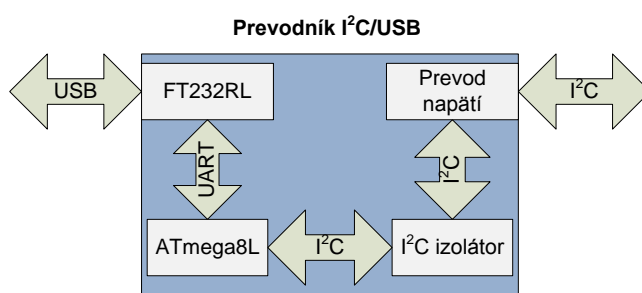 Prevodník I²C/USB
USB
FT232RL
Prevod
napätí
I²C
UART
I²C
ATmega8L
I²C
I²C izolátor